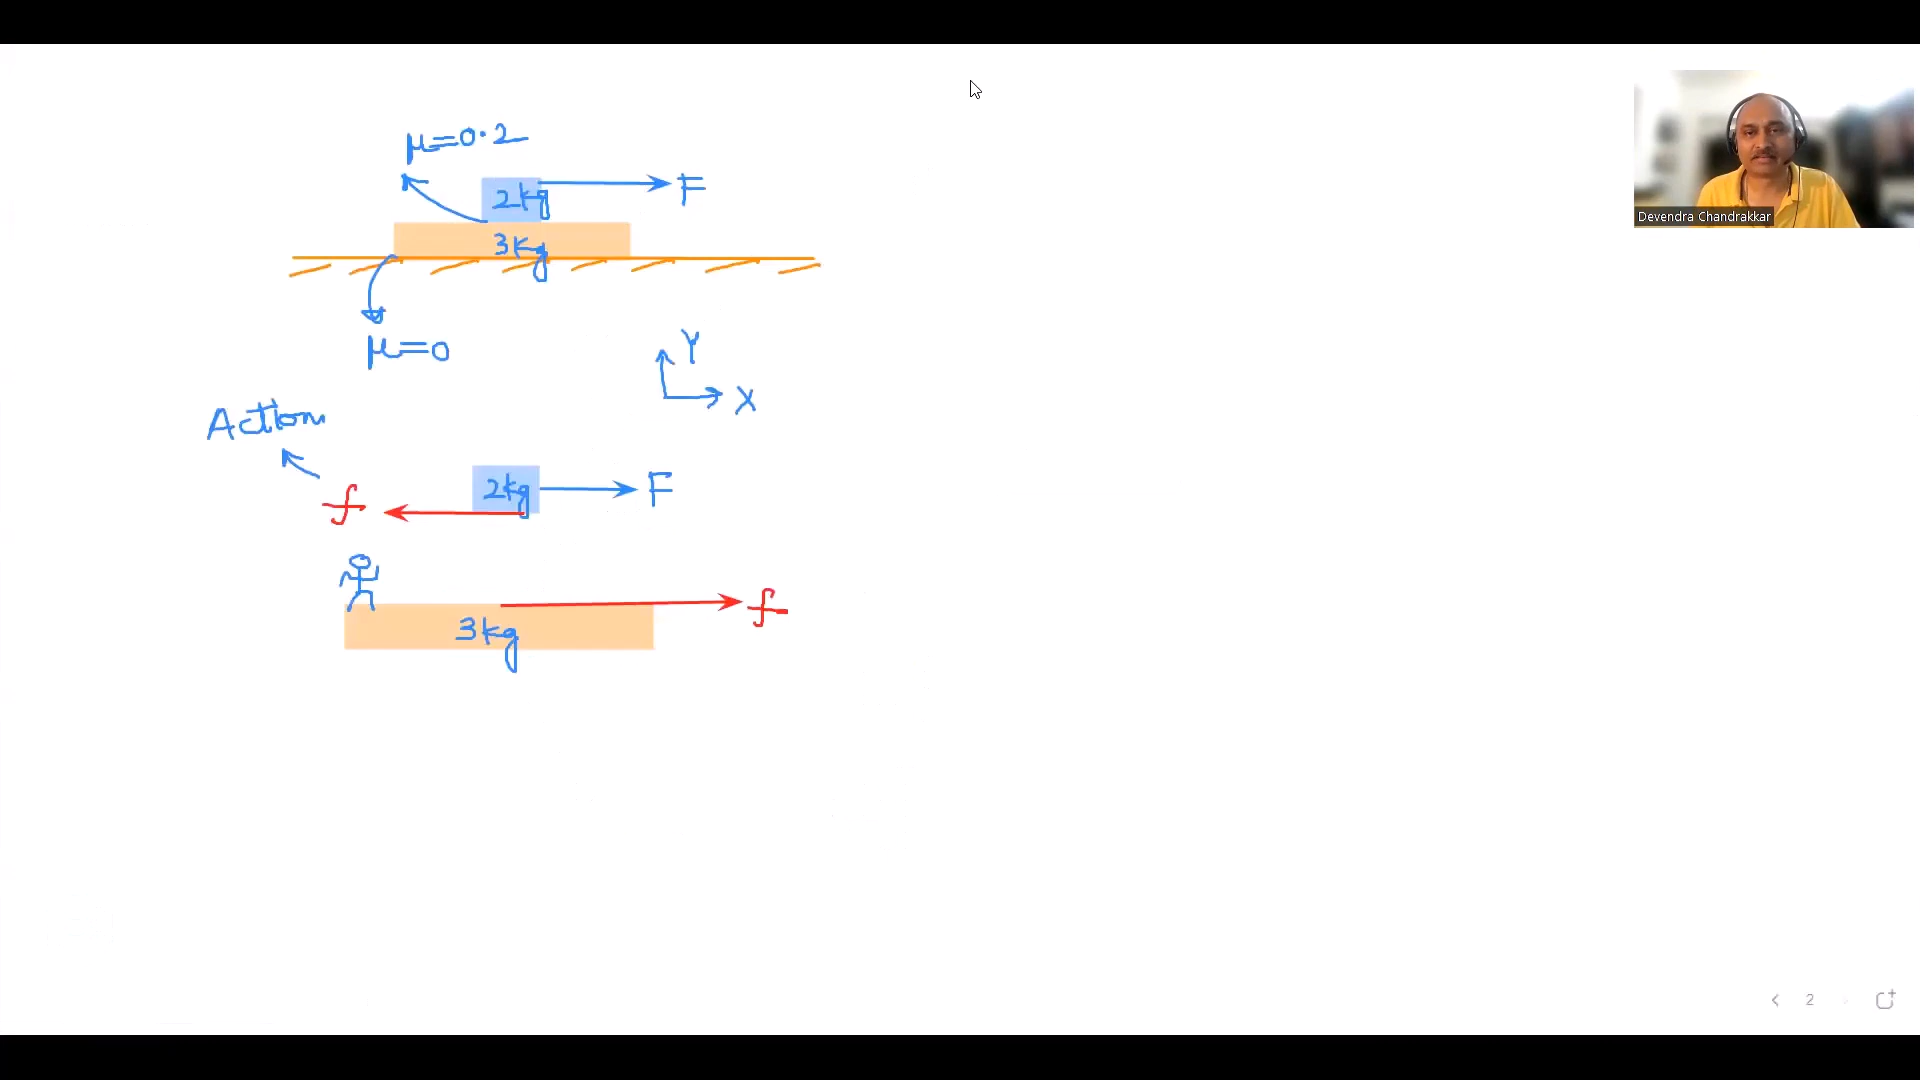 μ=0.2
2kg
F
3kg
μ=0
Y
X
Action
f
2kg
F
f
3kg
Devendra Chandrakkar
2